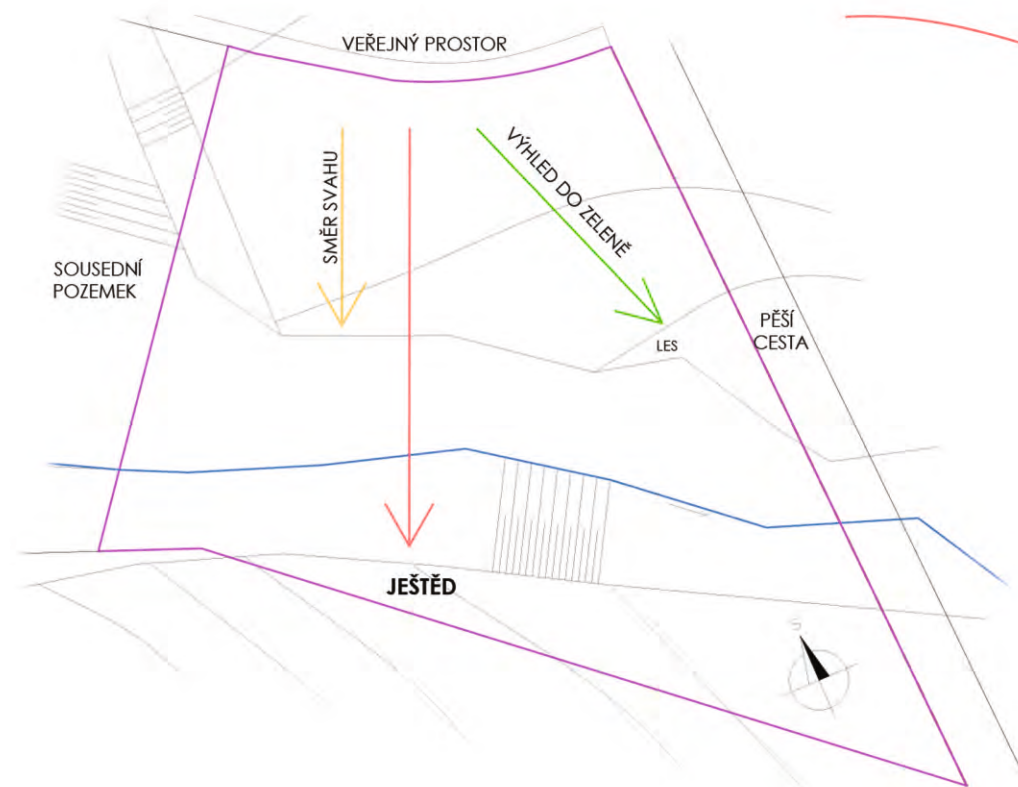 VEŘEJNÝ PROSTOR
SMĚR SVAHU
VÝHLED DO ZELENĚ
SOUSEDNÍ
POZEMEK
LES
PĚŠÍ
CESTA
JEŠTĚD
S